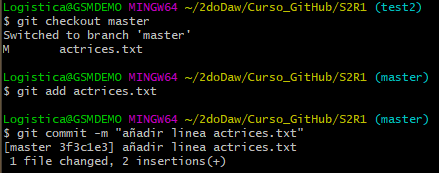 Logistica@GSMDEMO MINGW64 ~/2doDaw/Curso_GitHub/S2R1 (test2)
$ git checkout master
Switched to branch 'master'
M       actrices.txt
Logistica@GSMDEMO MINGW64 ~/2doDaw/Curso_GitHub/S2R1 (master)
$ git add actrices.txt
Logistica@GSMDEMO MINGW64 ~/2doDaw/Curso_GitHub/S2R1 (master)
$ git commit -m "añadir linea actrices.txt"
[master 3f3c1e3] añadir linea actrices.txt
 1 file changed, 2 insertions(+)